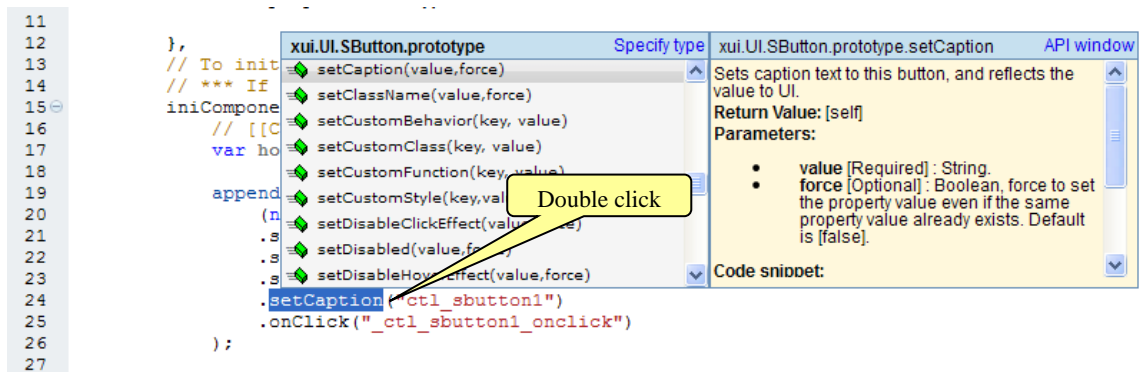 11
12 },
13 // To init
14 // *** If
15 iniCompone
16 // [[C
17 var ho
18
19 append
20 (n
21 .s
22 .s
23 .s
24 .setCaption("ctl_sbutton1")
25 .onClick("_ctl_sbutton1_onclick")
26 );
27
xui.UI.SButton.prototype Specify type
setCaption(value,force)
setClassName(value,force)
setCustomBehavior(key, value)
setCustomClass(key, value)
setCustomFunction(key, value)
setCustomStyle(key,val
setDisableClickEffect(value,force)
setDisabled(value,force)
setDisableHoverEffect(value,force)
Double click
xui.UI.SButton.prototype.setCaption API window
Sets caption text to this button, and reflects the
value to UI.
Return Value: [self]
Parameters:
• value [Required] : String.
• force [Optional] : Boolean, force to set
the property value even if the same
property value already exists. Default
is [false].
Code snippet: